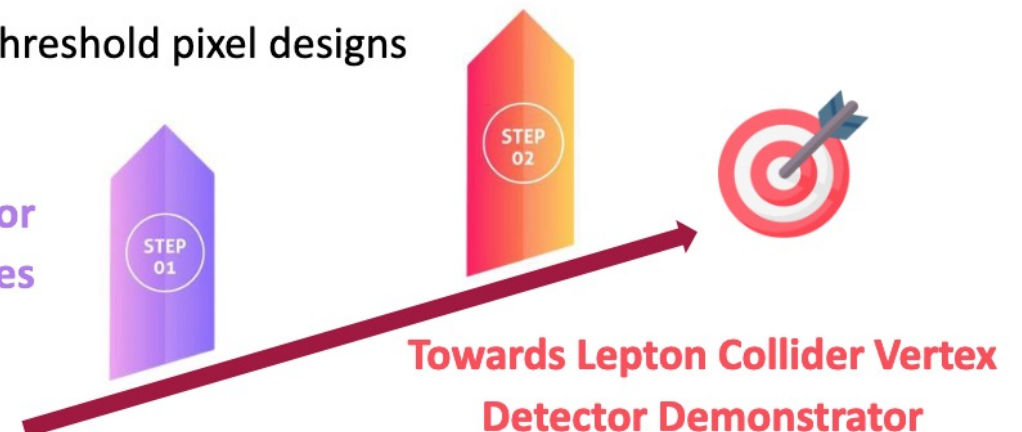 hreshold pixel designs
STEP
02
or
es
STEP
01
Towards Lepton Collider Vertex
Detector Demonstrator